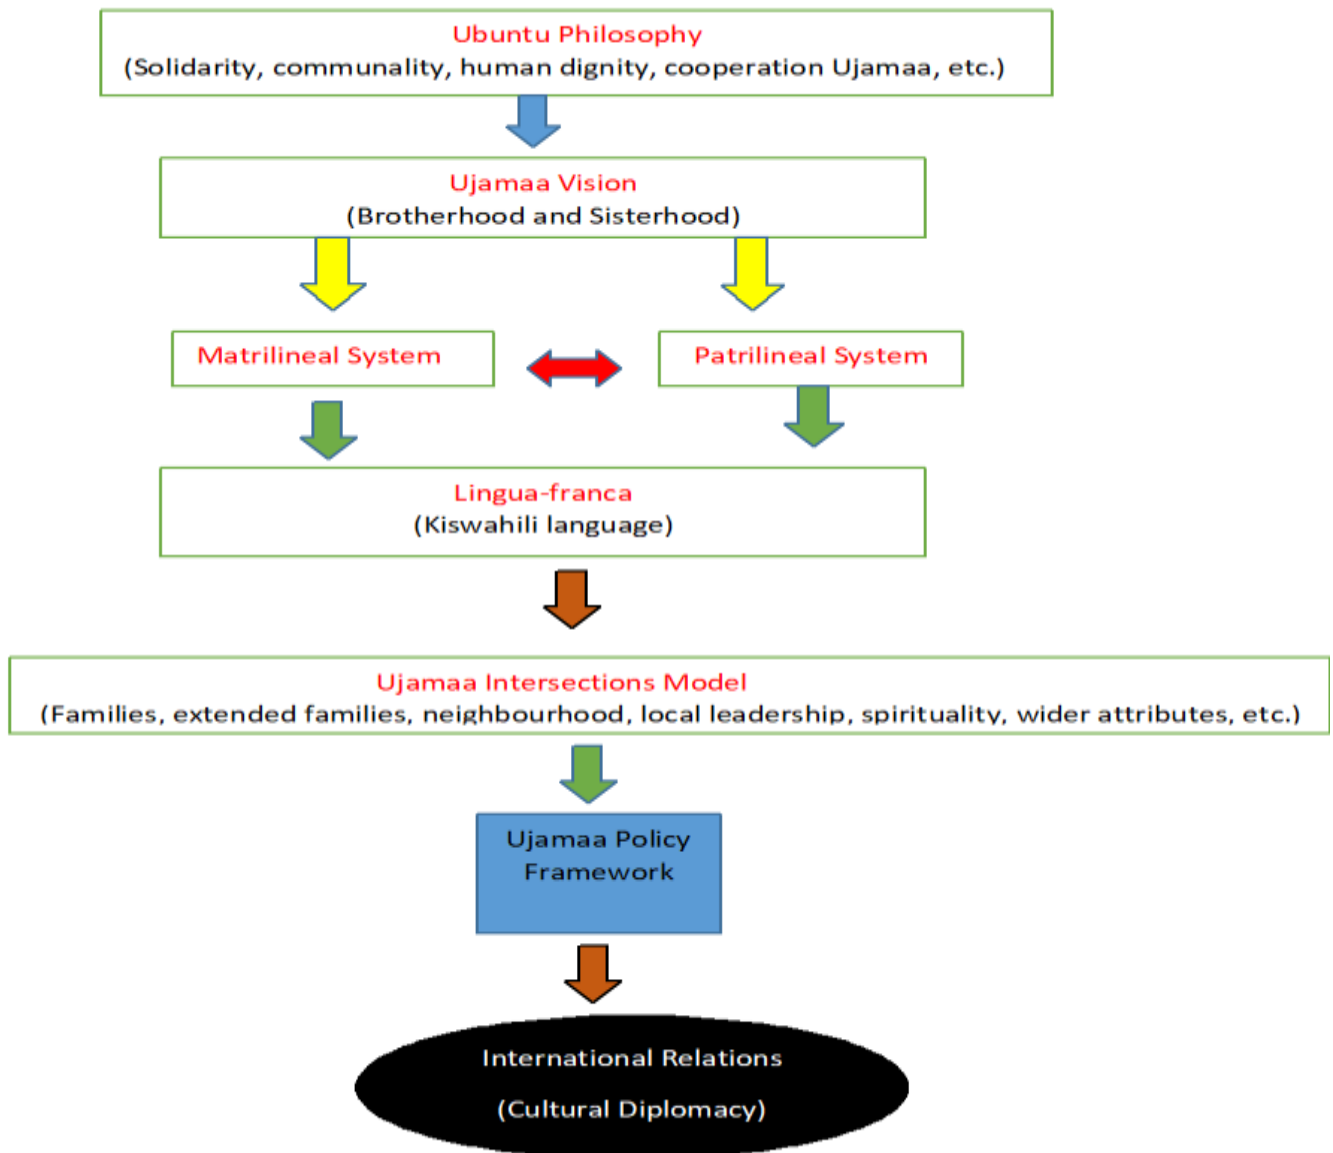 Ubuntu Philosophy
(Solidarity, communality, human dignity, cooperation Ujamaa, etc.)
Ujamaa Vision
(Brotherhood and Sisterhood)
Matrilineal System
Patrilineal System
Lingua-franca
(Kiswahili language)
Ujamaa Intersections Model
(Families, extended families, neighbourhood, local leadership, spirituality, wider attributes, etc.)
Ujamaa Policy
Framework
International Relations
(Cultural Diplomacy)